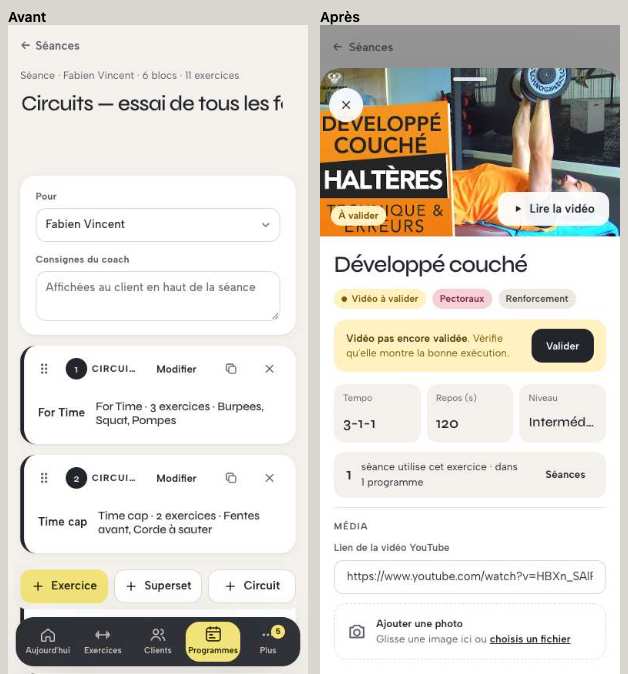 Avant
Après
← Séances
Séance · Fabien Vincent · 6 blocs · 11 exercices
Circuits — essai de tous les fo
Pour
Fabien Vincent
Consignes du coach
Affichées au client en haut de la séance
1 CIRCUI... Modifier
For Time
For Time · 3 exercices · Burpees,
Squat, Pompes
2 CIRCUI... Modifier
Time cap
Time cap · 2 exercices · Fentes
avant, Corde à sauter
+ Exercice
+ Superset
+ Circuit
Aujourd'hui
Exercices
Clients
Programmes
5
Plus
← Séances
DÉVELOPPÉ
COUCHÉ
HALTÈRES
TECHNIQUE &
ERREURS
À valider
Lire la vidéo
Développé couché
Vidéo à valider
Pectoraux
Renforcement
Vidéo pas encore validée. Vérifie
qu'elle montre la bonne exécution.
Valider
Tempo
3-1-1
Repos (s)
120
Niveau
Interméd...
1 séance utilise cet exercice · dans
1 programme
Séances
MÉDIA
Lien de la vidéo YouTube
Ajouter une photo
Glisse une image ici ou choisis un fichier